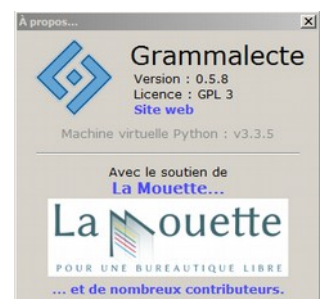 À propos...
Grammalecte
Version : 0.5.8
Licence : GPL 3
Site web
Machine virtuelle Python : v3.3.5
Avec le soutien de
La Mouette...
La Mouette
POUR UNE BUREAUTIQUE LIBRE
... et de nombreux contributeurs.